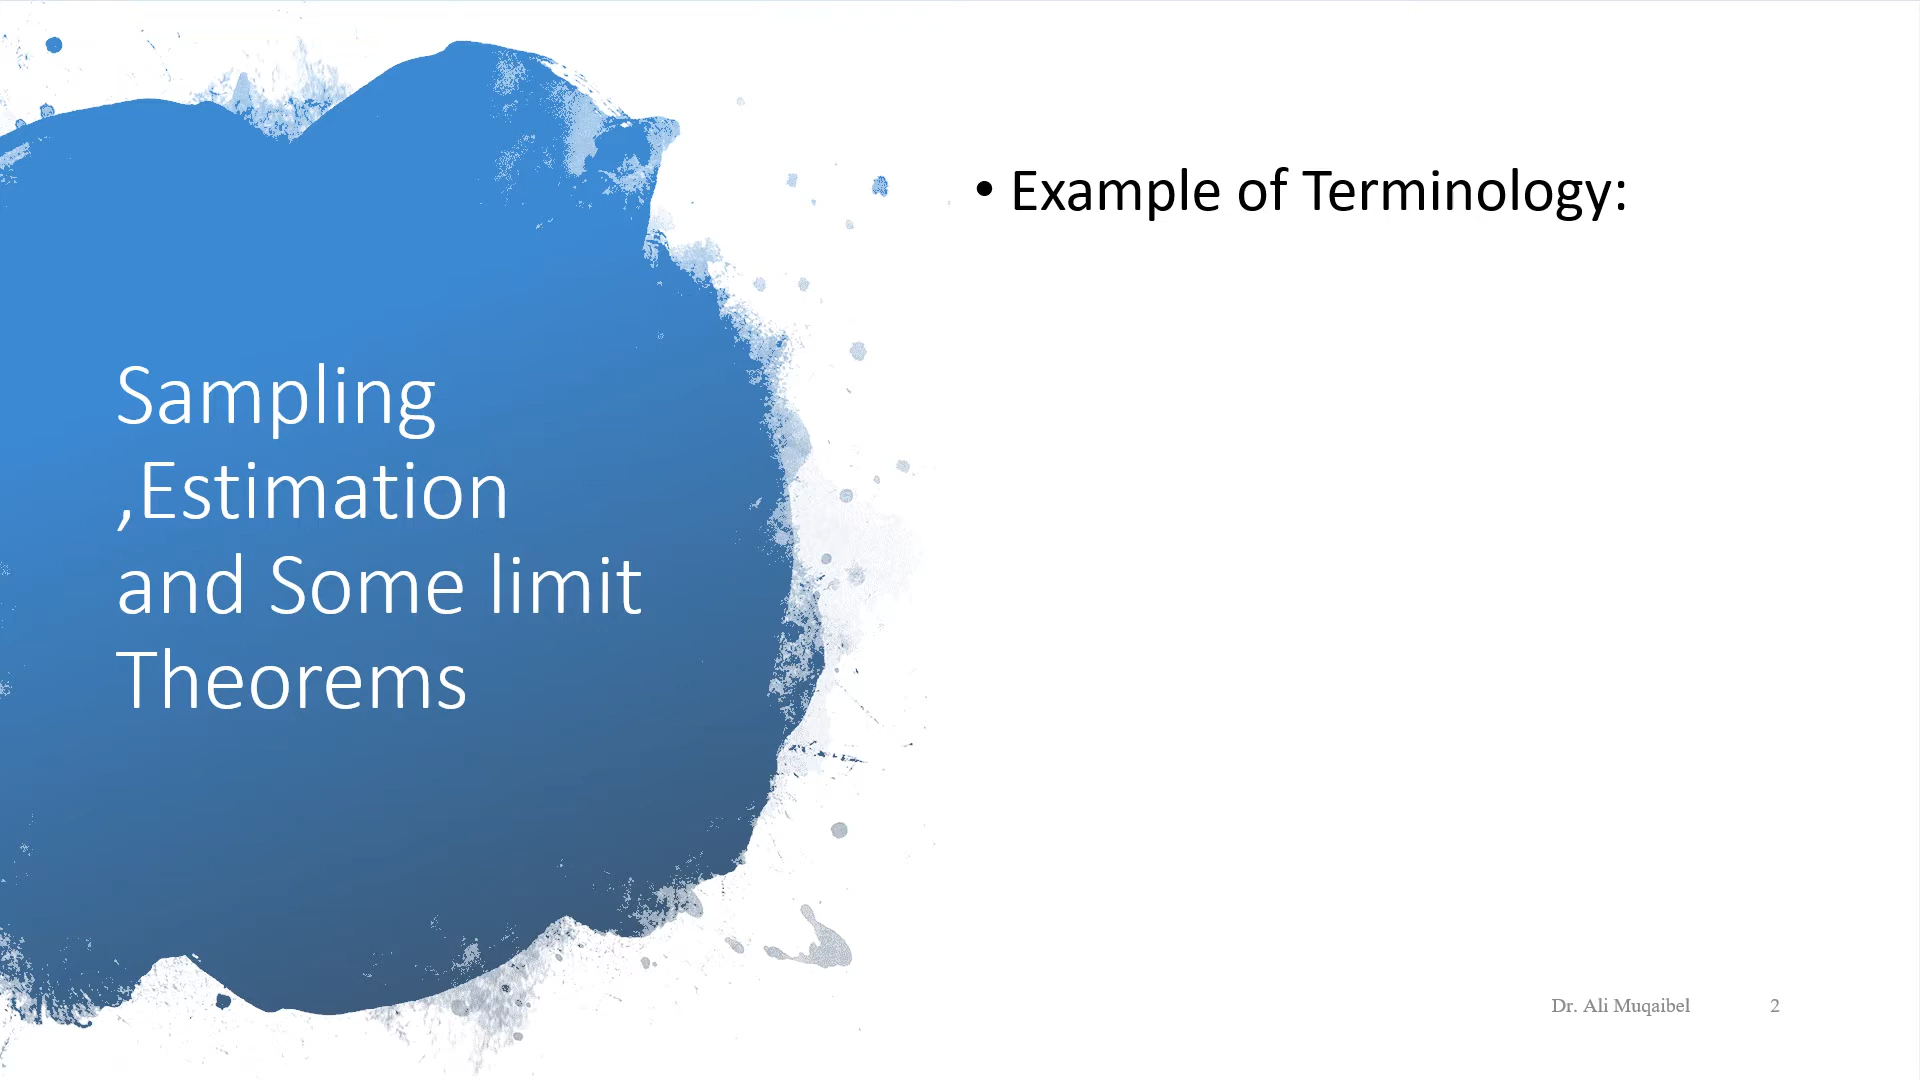 Sampling
,Estimation
and Some limit
Theorems
• Example of Terminology:
Dr. Ali Muqaibel
2